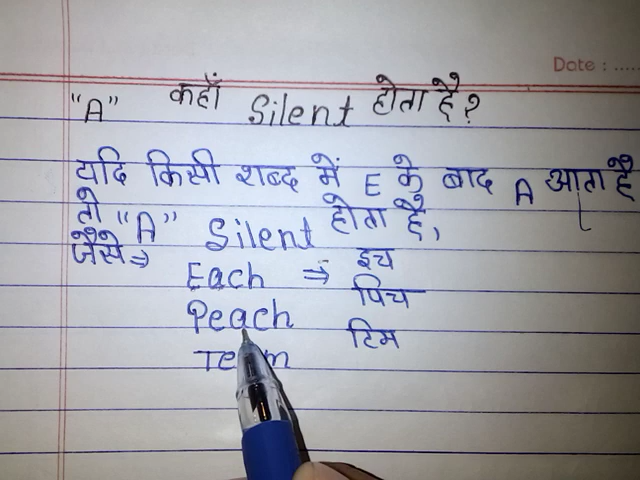 Date : .....
"A" कहाँ Silent होता है?
यदि किसी शब्द में E के बाद A आता है
तो "A" Silent होता है,
जैसे⇒
Each ⇒ इच
Peach पिच
Team टिम